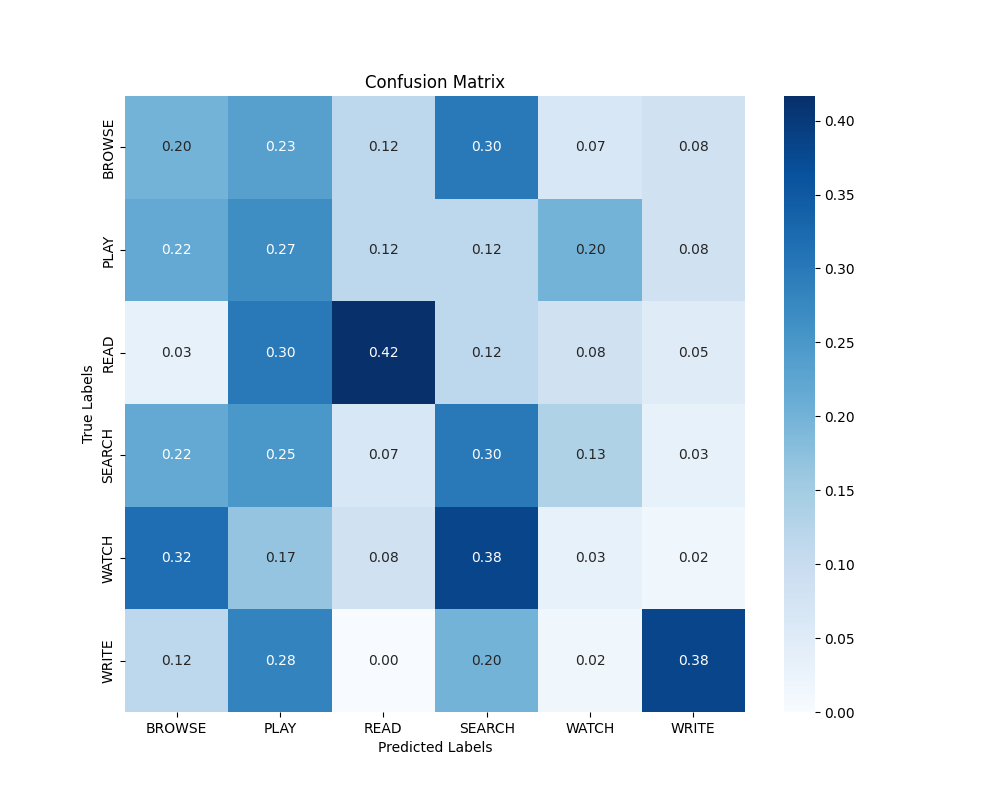 Confusion Matrix
True Labels
BROWSE 0.20 0.23 0.12 0.30 0.07 0.08
PLAY 0.22 0.27 0.12 0.12 0.20 0.08
READ 0.03 0.30 0.42 0.12 0.08 0.05
SEARCH 0.22 0.25 0.07 0.30 0.13 0.03
WATCH 0.32 0.17 0.08 0.38 0.03 0.02
WRITE 0.12 0.28 0.00 0.20 0.02 0.38
BROWSE PLAY READ SEARCH WATCH WRITE
Predicted Labels
0.40
0.35
0.30
0.25
0.20
0.15
0.10
0.05
0.00